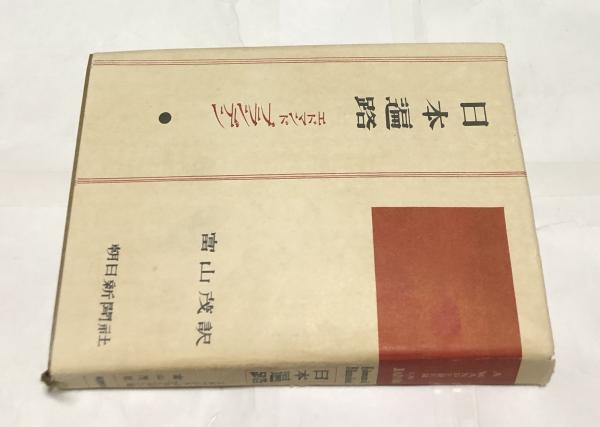 日本遍路
エドマンド ブランデン
富山茂訳
朝日新聞社
日本遍路